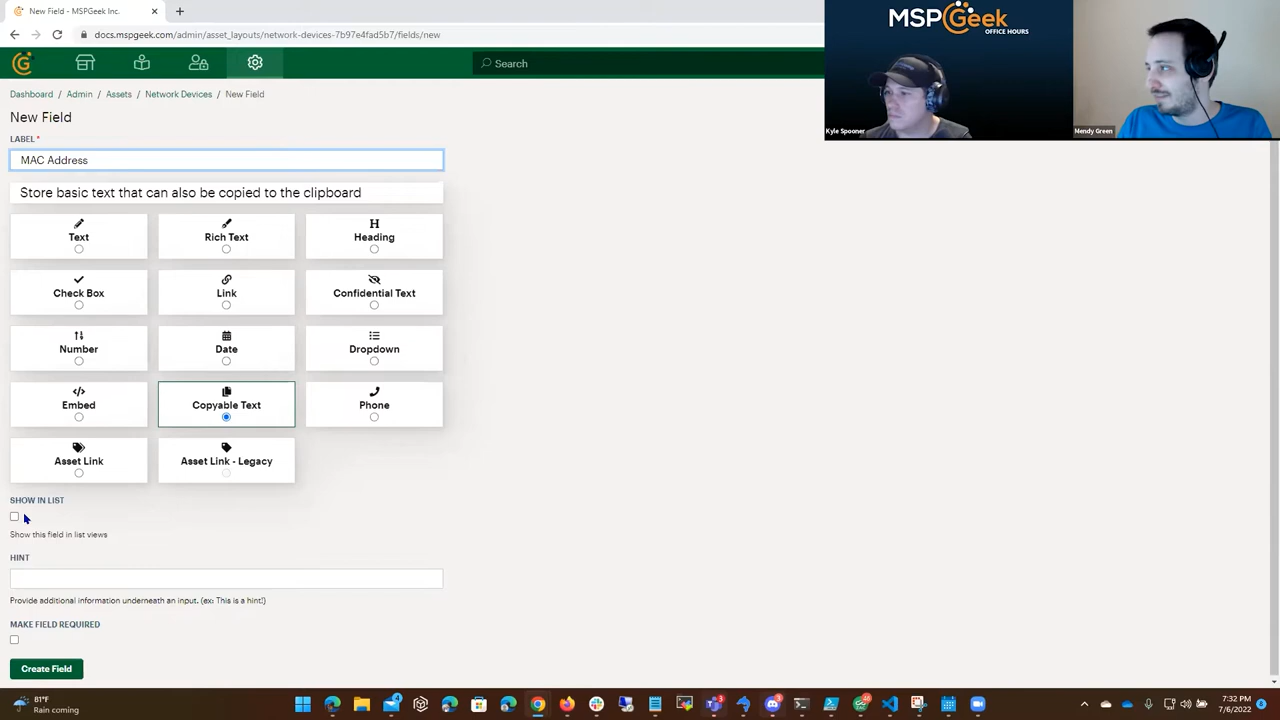 New Field - MSPGeek Inc.
docs.mspgeek.com/admin/asset_layouts/network-devices-7b97e4fad5b7/fields/new
Search
Dashboard / Admin / Assets / Network Devices / New Field
New Field
LABEL *
MAC Address
Store basic text that can also be copied to the clipboard
Text
Rich Text
H
Heading
Check Box
Link
Confidential Text
Number
Date
Dropdown
Embed
Copyable Text
Phone
Asset Link
Asset Link - Legacy
SHOW IN LIST
Show this field in list views
HINT
Provide additional information underneath an input. (ex: This is a hint!)
MAKE FIELD REQUIRED
Create Field
MSPGeek
OFFICE HOURS
Kyle Spooner
Mendy Green
81°F
Rain coming
7:32 PM
7/6/2022